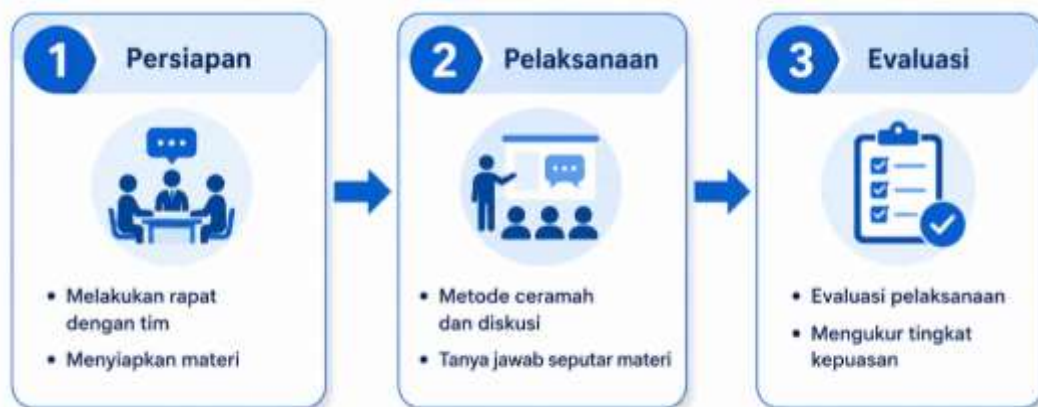 1 Persiapan
• Melakukan rapat
dengan tim
• Menyiapkan materi
2 Pelaksanaan
• Metode ceramah
dan diskusi
• Tanya jawab seputar materi
3 Evaluasi
• Evaluasi pelaksanaan
• Mengukur tingkat
kepuasan